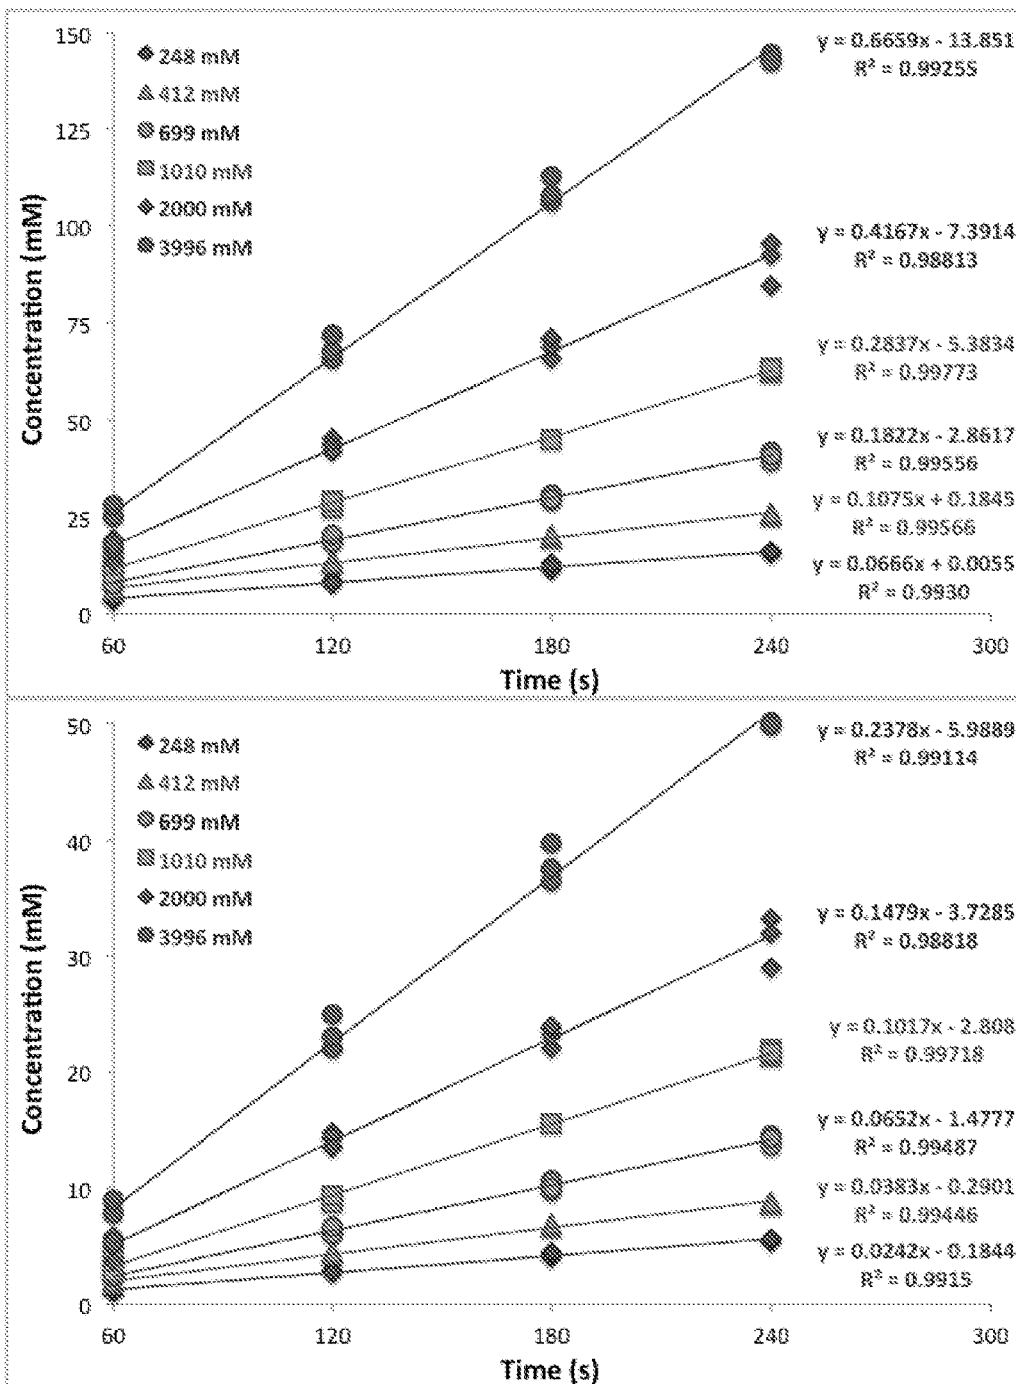 150
125
100
75
50
25
0
Concentration (mM)
248 mM
412 mM
699 mM
1010 mM
2000 mM
3996 mM
y = 0.6659x - 13.851
R² = 0.99255
y = 0.4167x - 7.3914
R² = 0.98813
y = 0.2837x - 5.3834
R² = 0.99773
y = 0.1822x - 2.8617
R² = 0.99556
y = 0.1075x + 0.1845
R² = 0.99566
y = 0.0666x + 0.0055
R² = 0.9930
60 120 180 240 300
Time (s)
50
40
30
20
10
0
Concentration (mM)
248 mM
412 mM
699 mM
1010 mM
2000 mM
3996 mM
y = 0.2378x - 5.9889
R² = 0.99114
y = 0.1479x - 3.7285
R² = 0.98818
y = 0.1017x - 2.808
R² = 0.99718
y = 0.0652x - 1.4777
R² = 0.99487
y = 0.0383x - 0.2901
R² = 0.99446
y = 0.0242x - 0.1844
R² = 0.9915
60 120 180 240 300
Time (s)